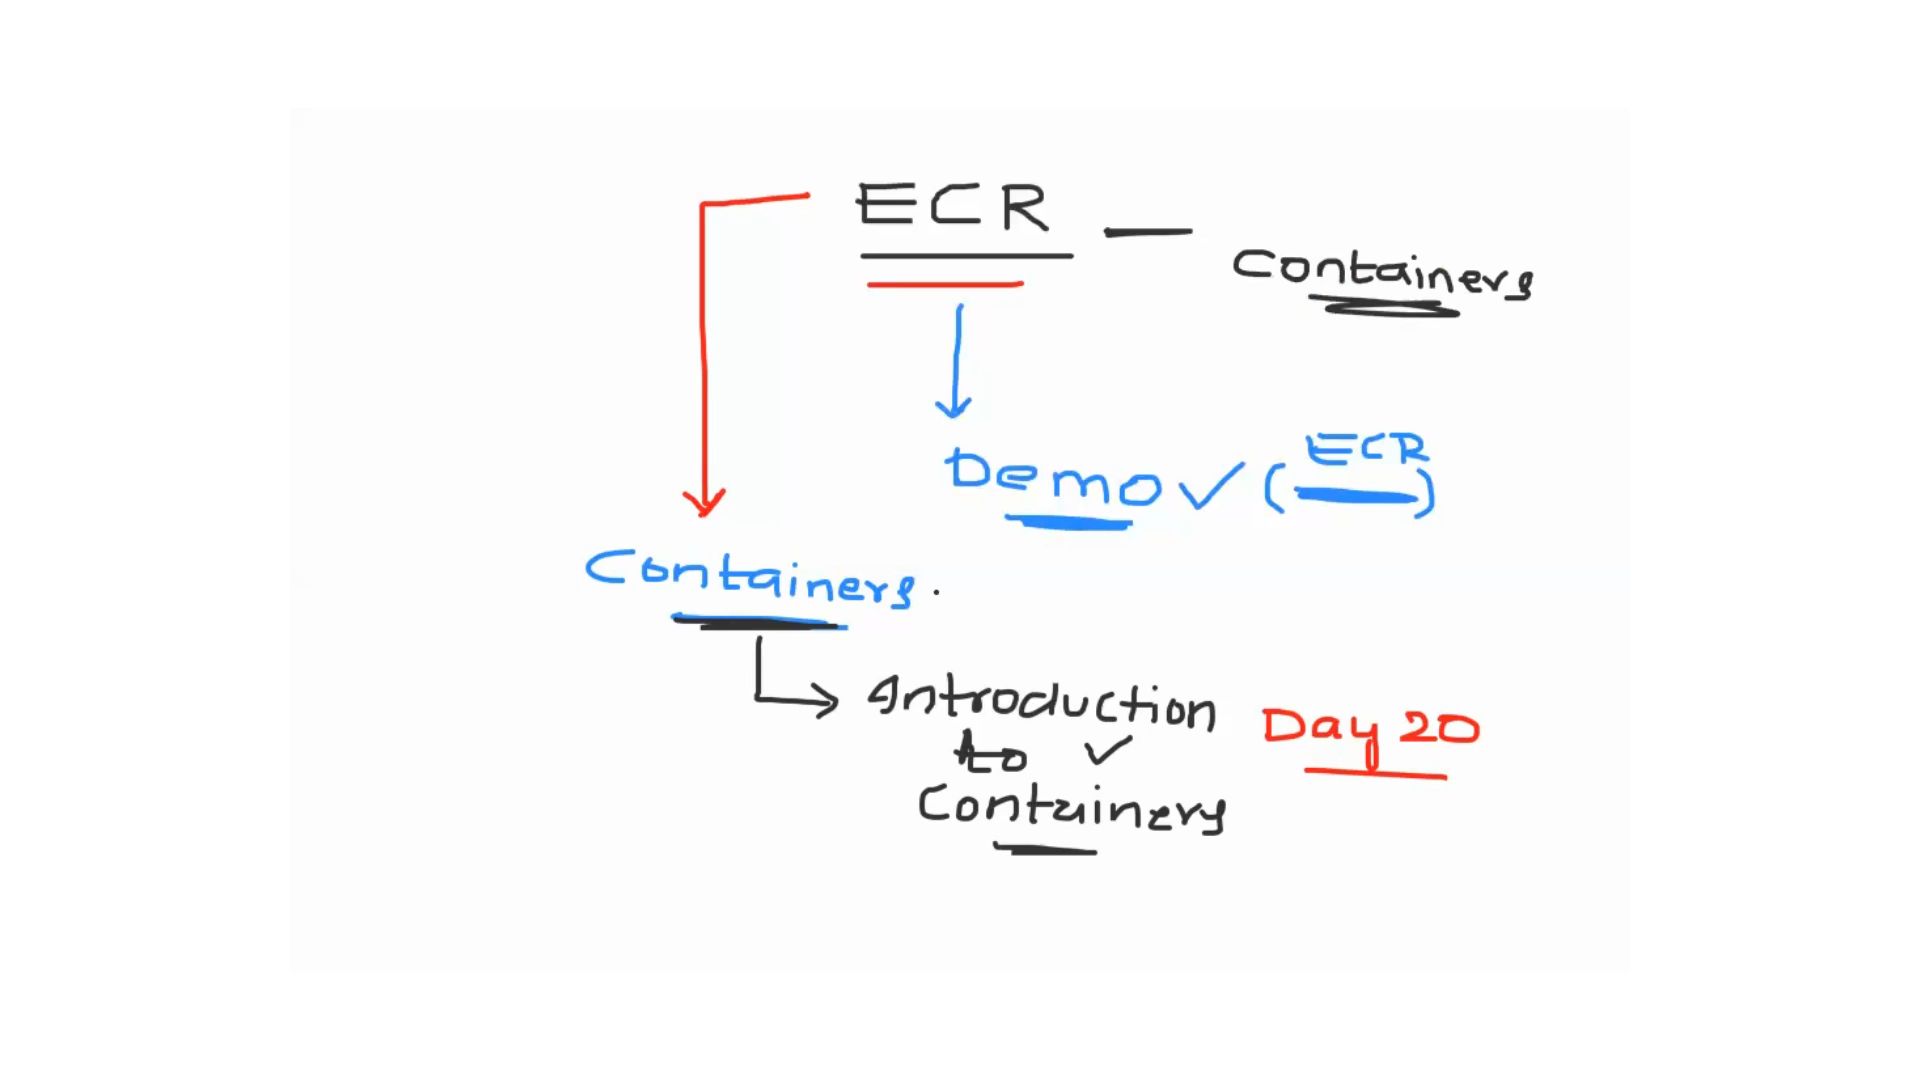 ECR — Containers
Demo ✓ (ECR)
Containers.
Introduction
to ✓
Containers
Day 20